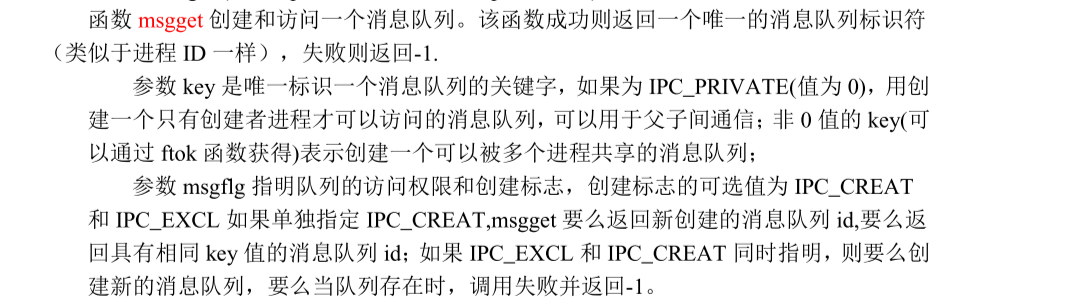 函数 msgget 创建和访问一个消息队列。该函数成功则返回一个唯一的消息队列标识符
（类似于进程 ID 一样），失败则返回-1.
参数 key 是唯一标识一个消息队列的关键字，如果为 IPC_PRIVATE(值为 0)，用创
建一个只有创建者进程才可以访问的消息队列，可以用于父子间通信；非 0 值的 key(可
以通过 ftok 函数获得)表示创建一个可以被多个进程共享的消息队列；
参数 msgflg 指明队列的访问权限和创建标志，创建标志的可选值为 IPC_CREAT
和 IPC_EXCL 如果单独指定 IPC_CREAT,msgget 要么返回新创建的消息队列 id,要么返
回具有相同 key 值的消息队列 id；如果 IPC_EXCL 和 IPC_CREAT 同时指明，则要么创
建新的消息队列，要么当队列存在时，调用失败并返回-1。